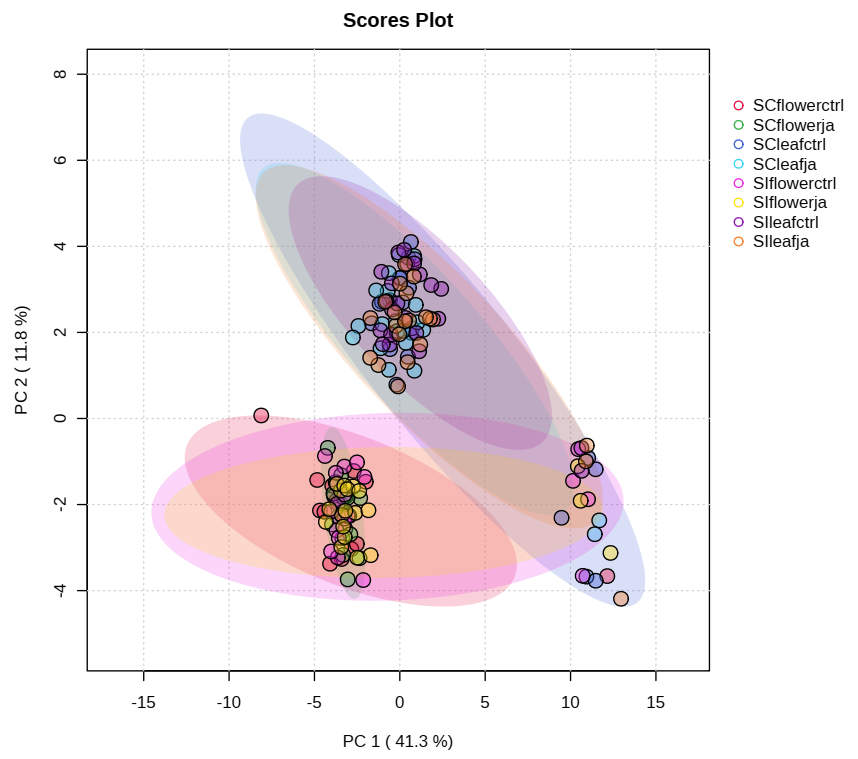 Scores Plot
8
6
4
2
0
-2
-4
PC 2 ( 11.8 %)
-15
-10
-5
0
5
10
15
PC 1 ( 41.3 %)
SCflowerctrl
SCflowerja
SCleafctrl
SCleafja
SIflowerctrl
SIflowerja
SIleafctrl
SIleafja